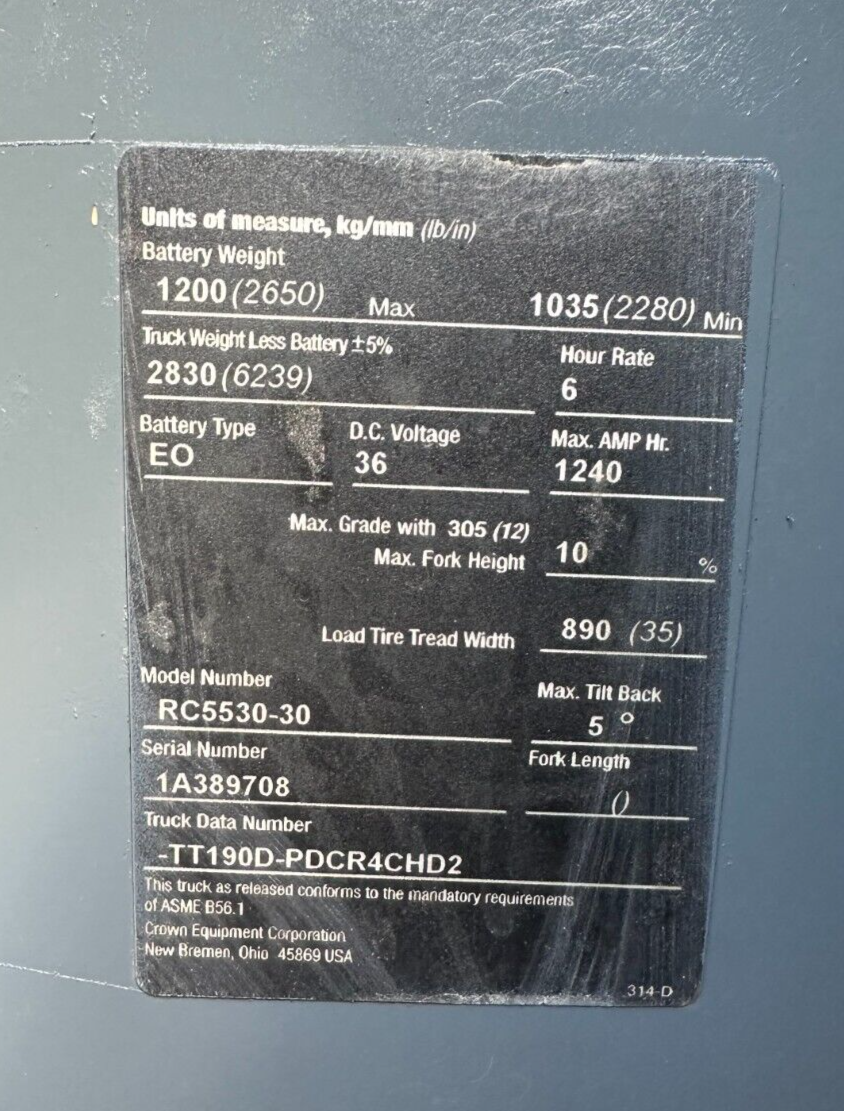 Units of measure, kg/mm (lb/in)
Battery Weight
1200 (2650) Max 1035 (2280) Min
Truck Weight Less Battery ±5%
2830 (6239)
Hour Rate
6
Battery Type
EO
D.C. Voltage
36
Max. AMP Hr.
1240
Max. Grade with 305 (12)
Max. Fork Height 10 %
Load Tire Tread Width 890 (35)
Model Number
RC5530-30
Max. Tilt Back
5 °
Serial Number
1A389708
Fork Length
()
Truck Data Number
-TT190D-PDCR4CHD2
This truck as released conforms to the mandatory requirements
of ASME B56.1
Crown Equipment Corporation
New Bremen, Ohio 45869 USA
314-D